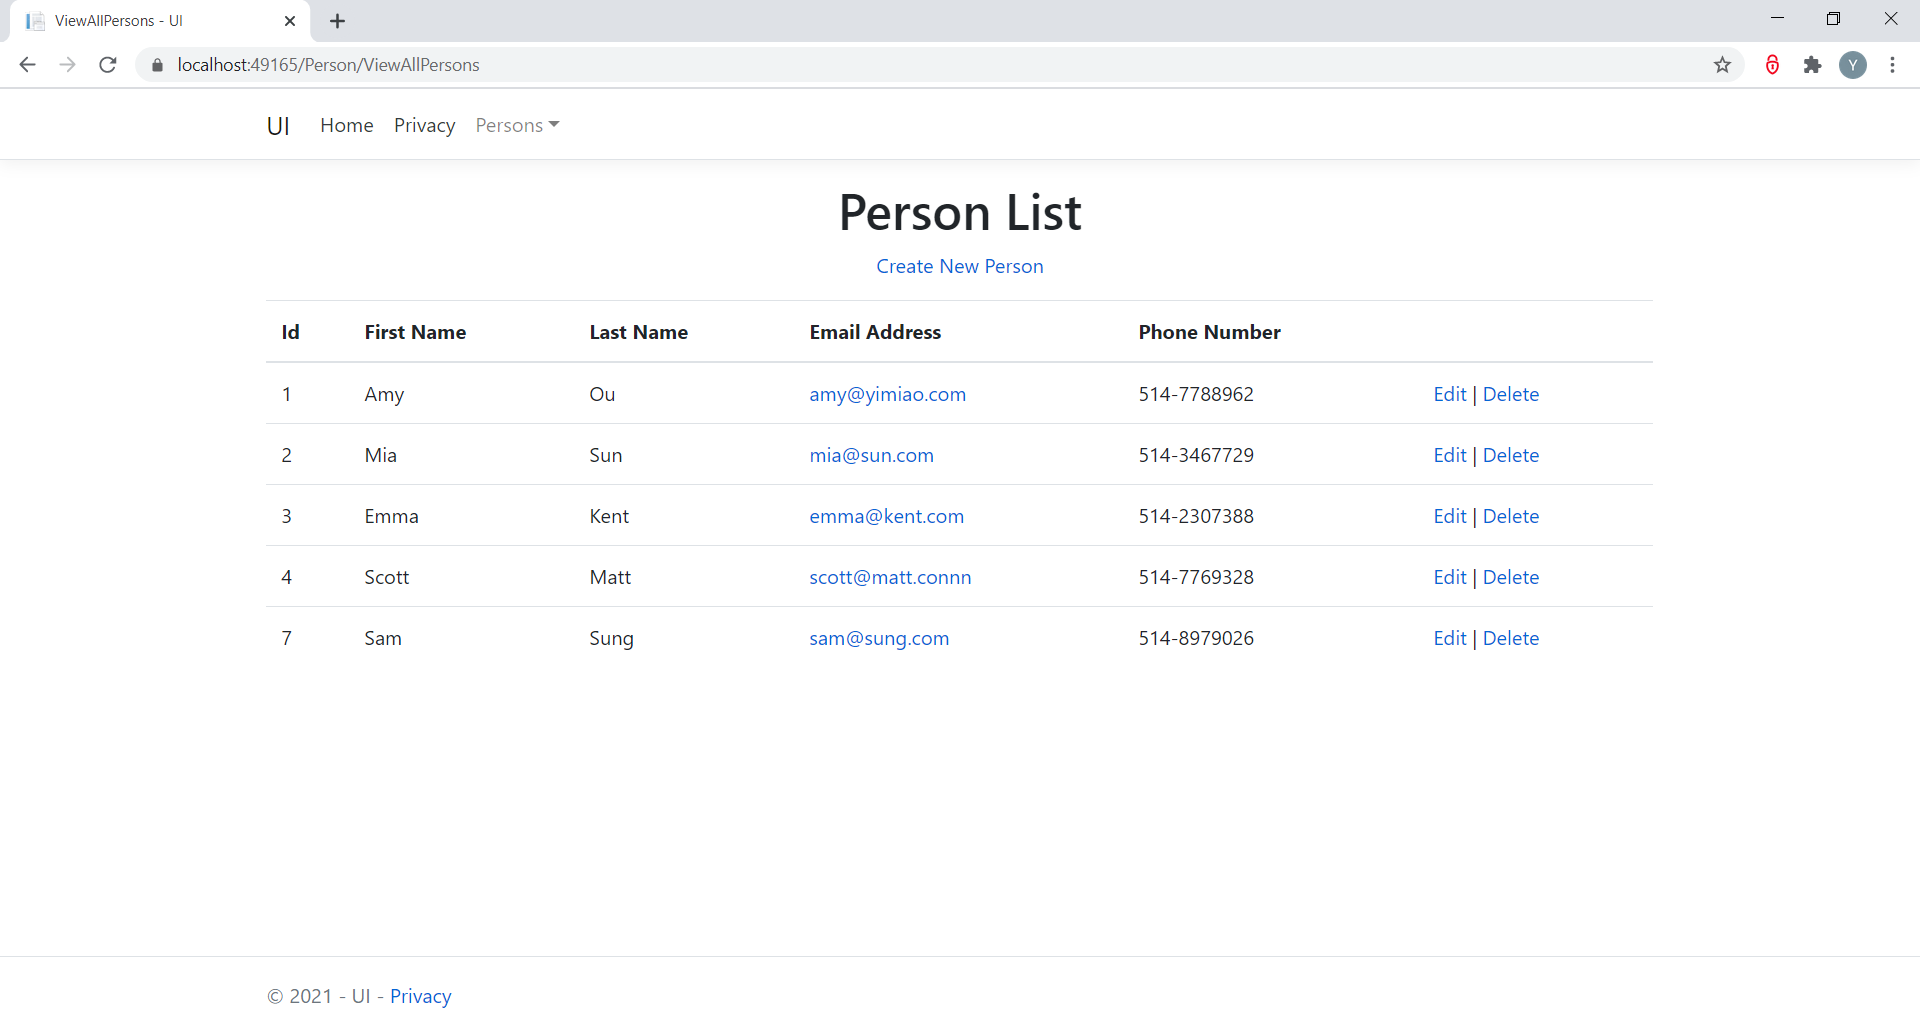 ViewAllPersons - UI
localhost:49165/Person/ViewAllPersons
Y
UI Home Privacy Persons
Person List
Create New Person
Id First Name Last Name Email Address Phone Number
1 Amy Ou amy@yimiao.com 514-7788962 Edit | Delete
2 Mia Sun mia@sun.com 514-3467729 Edit | Delete
3 Emma Kent emma@kent.com 514-2307388 Edit | Delete
4 Scott Matt scott@matt.connn 514-7769328 Edit | Delete
7 Sam Sung sam@sung.com 514-8979026 Edit | Delete
© 2021 - UI - Privacy